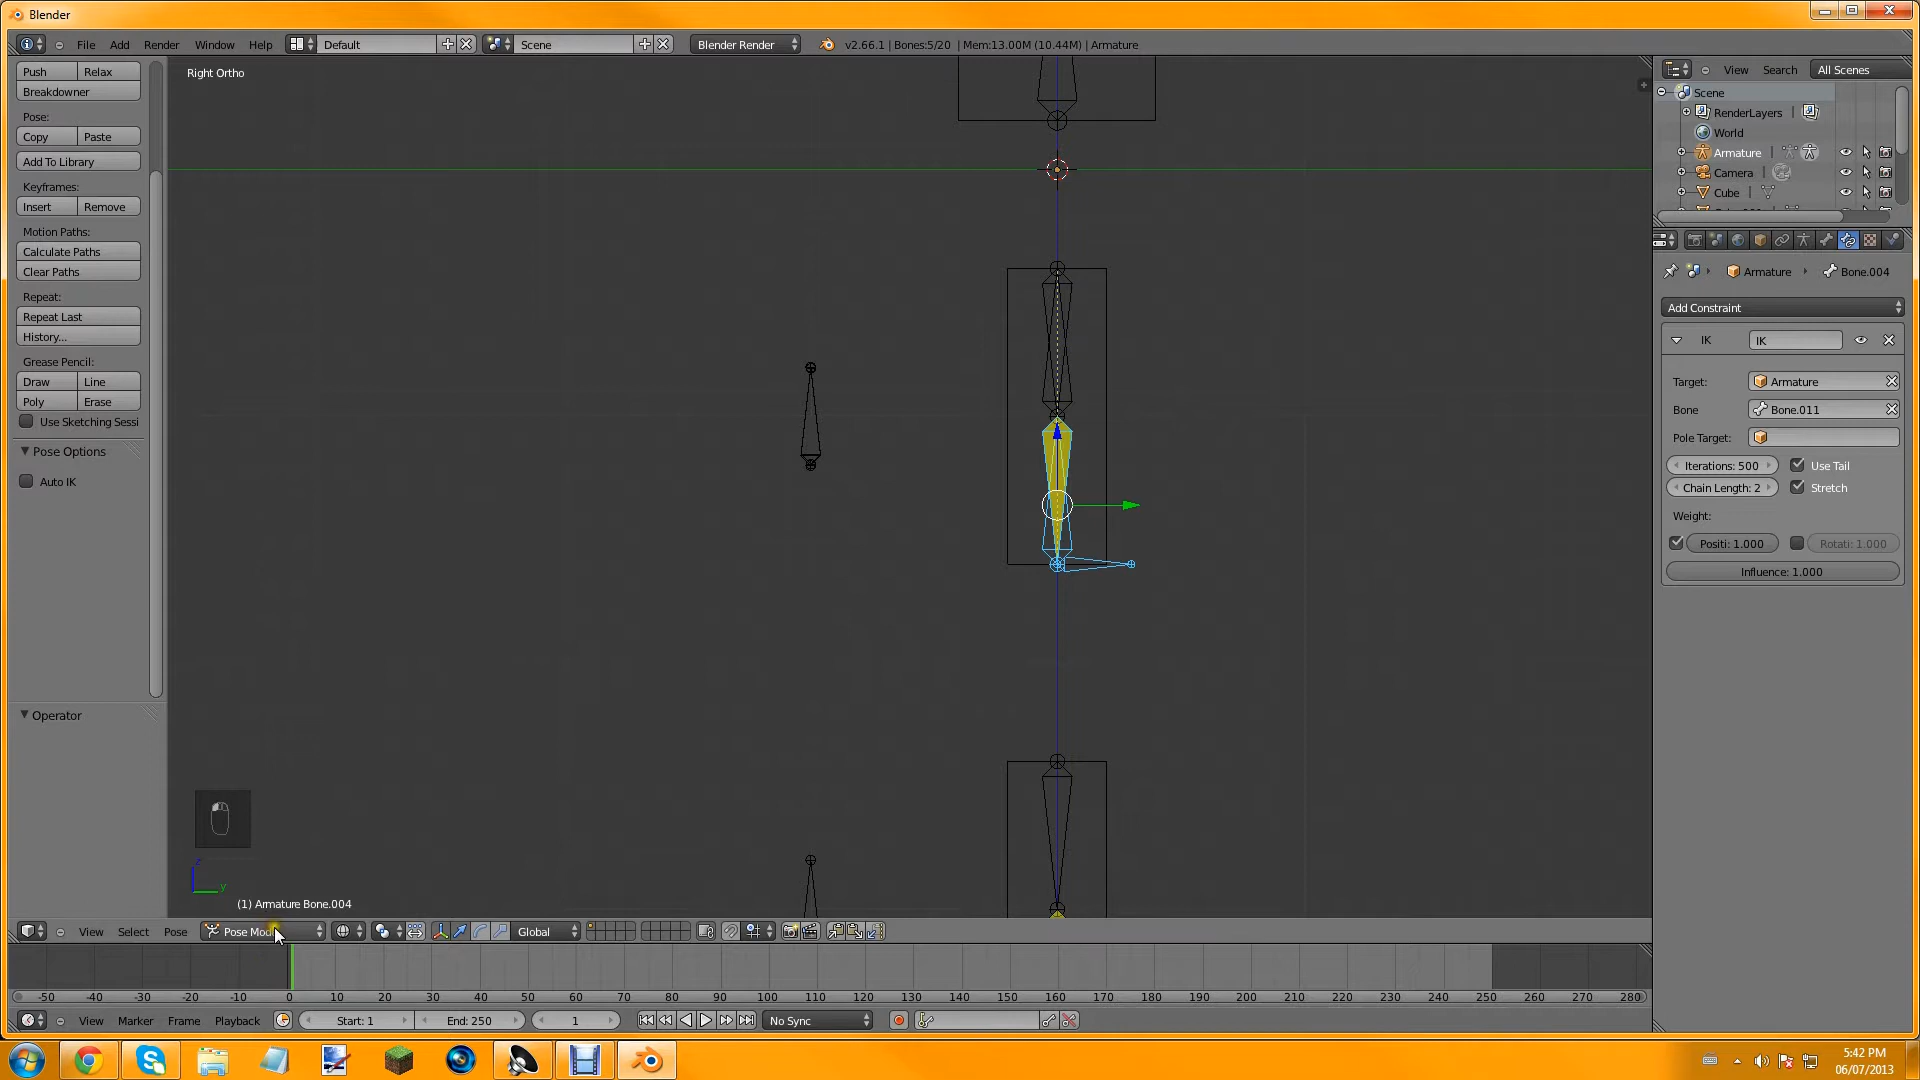 Blender
File Add Render Window Help Default Scene Blender Render v2.66.1 | Bones:5/20 | Mem:13.00M (10.44M) | Armature
Push Relax
Breakdowner
Pose:
Copy Paste
Add To Library
Keyframes:
Insert Remove
Motion Paths:
Calculate Paths
Clear Paths
Repeat:
Repeat Last
History...
Grease Pencil:
Draw Line
Poly Erase
Use Sketching Sessi
Pose Options
Auto IK
Operator
Right Ortho
z
y
(1) Armature Bone.004
View Search All Scenes
Scene
RenderLayers
World
Armature
Camera
Cube
Armature Bone.004
Add Constraint
IK IK
Target: Armature
Bone Bone.011
Pole Target:
Iterations: 500 Use Tail
Chain Length: 2 Stretch
Weight:
Positi: 1.000 Rotati: 1.000
Influence: 1.000
View Select Pose Pose Mod Global
-50 -40 -30 -20 -10 0 10 20 30 40 50 60 70 80 90 100 110 120 130 140 150 160 170 180 190 200 210 220 230 240 250 260 270 280
View Marker Frame Playback Start: 1 End: 250 1 No Sync
5:42 PM
06/07/2013